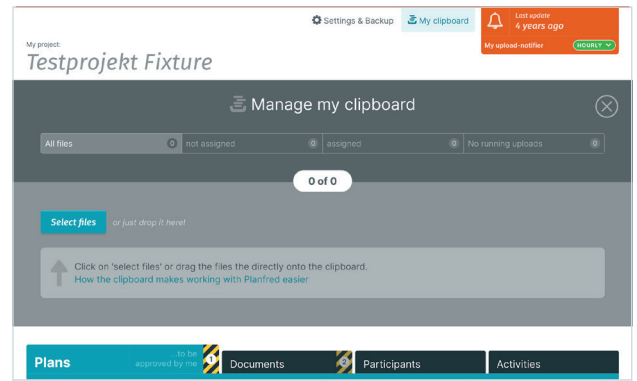 Settings & Backup
My clipboard
Last update
4 years ago
My upload-notifier
HOURLY
My project:
Testprojekt Fixture
Manage my clipboard
All files 0
not assigned 0
assigned 0
No running uploads 0
0 of 0
Select files
or just drop it here!
Click on 'select files' or drag the files the directly onto the clipboard.
How the clipboard makes working with Planfred easier
Plans
...to be
approved by me
1
Documents
2
Participants
Activities